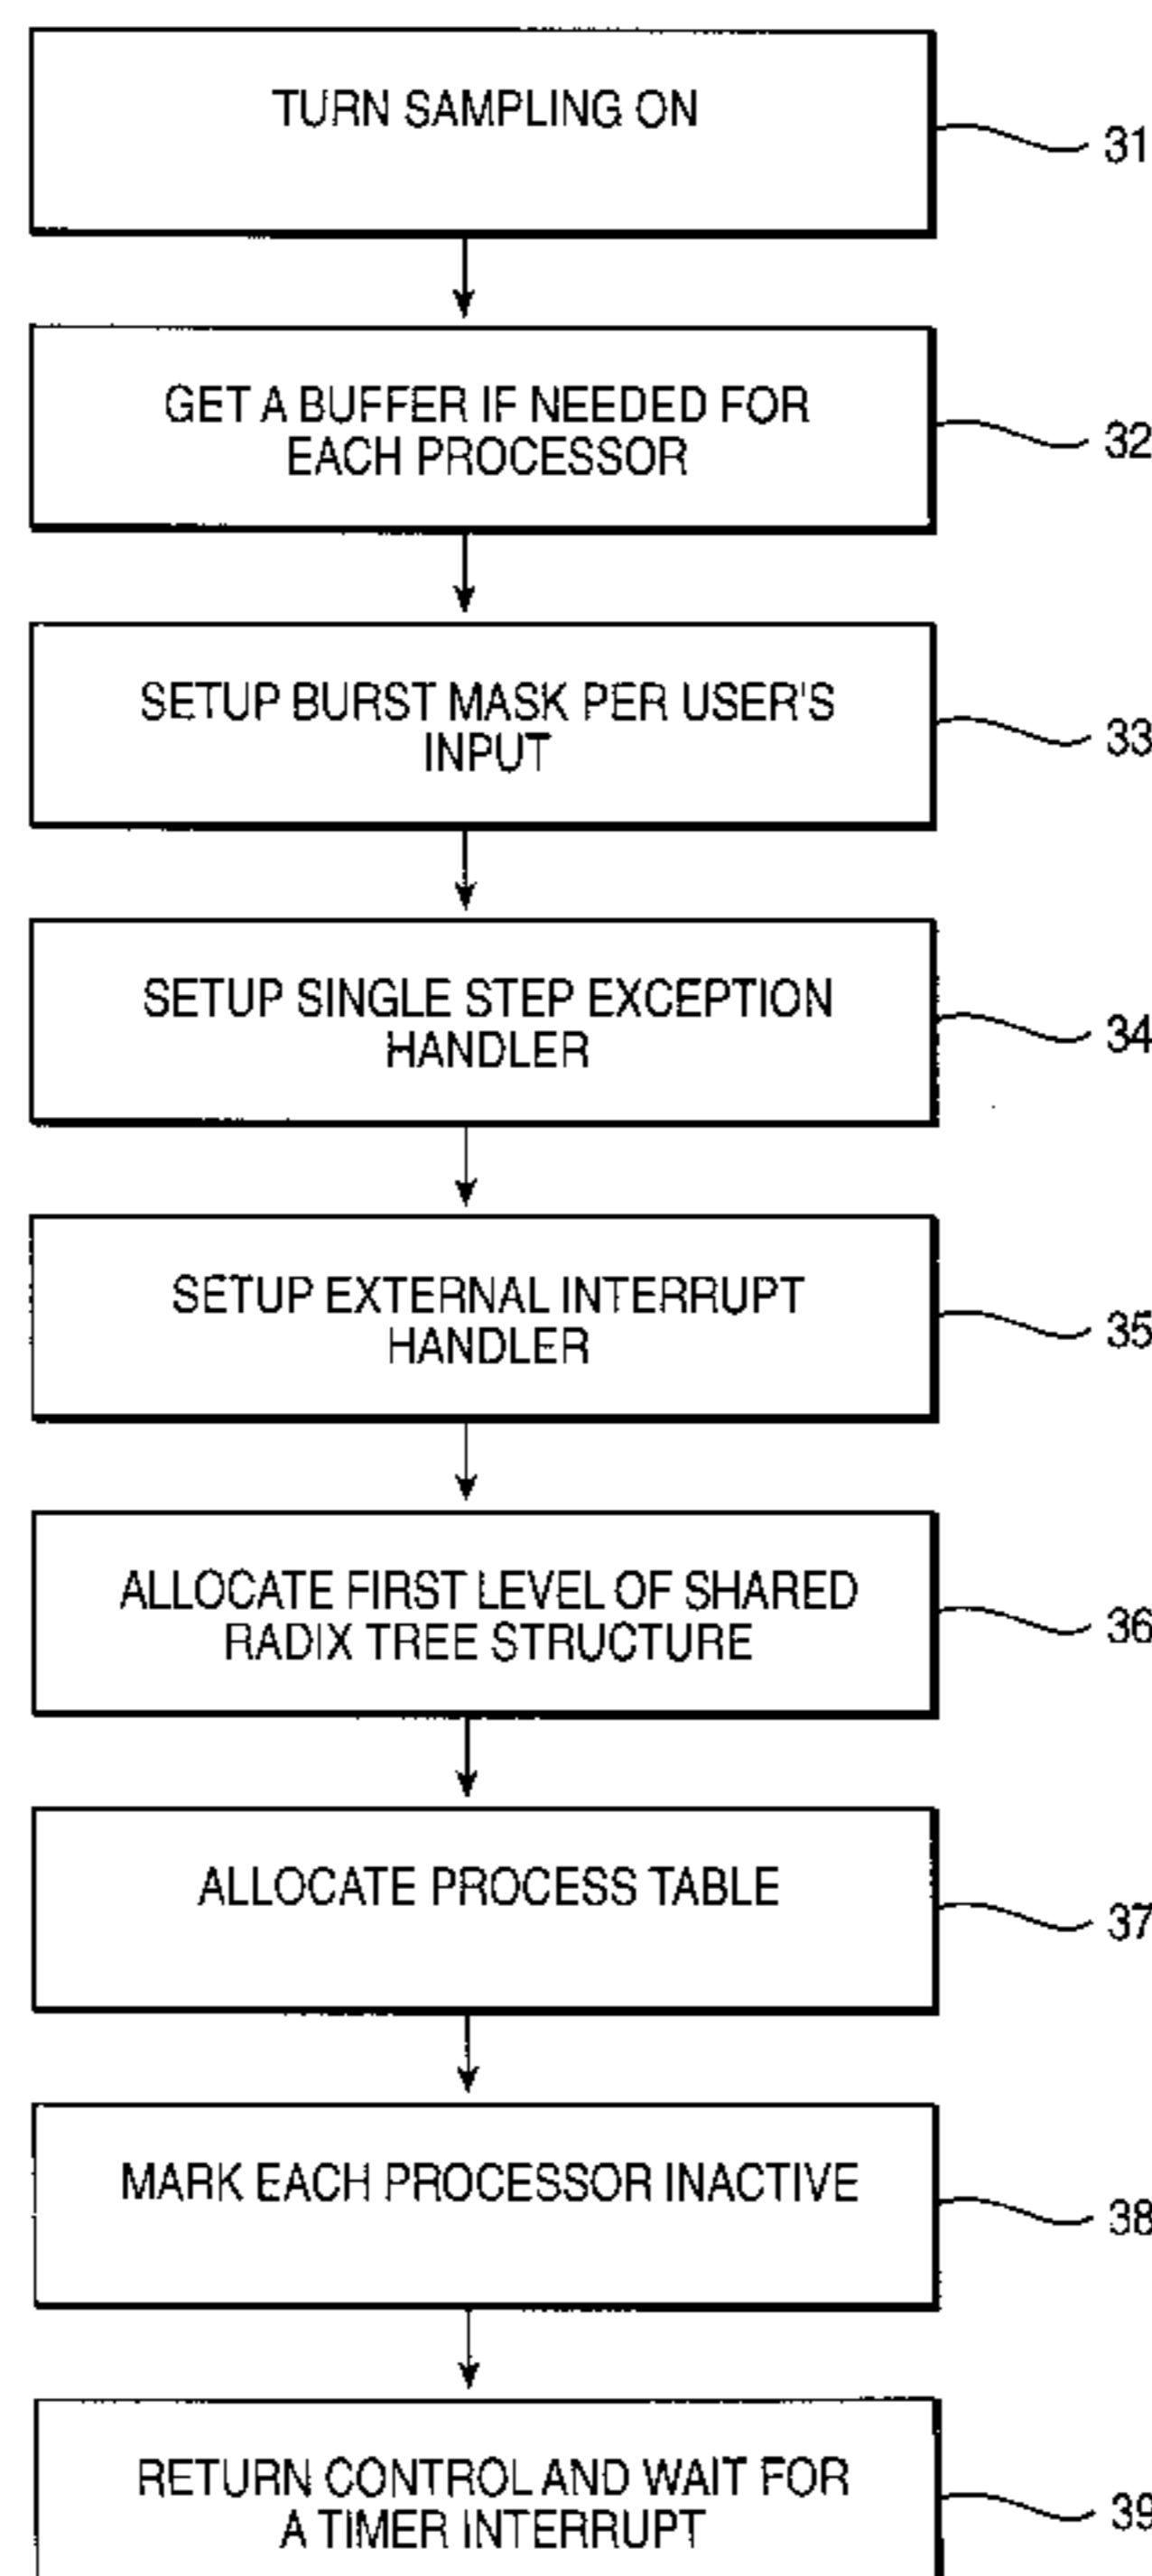 TURN SAMPLING ON
31
GET A BUFFER IF NEEDED FOR
EACH PROCESSOR
32
SETUP BURST MASK PER USER'S
INPUT
33
SETUP SINGLE STEP EXCEPTION
HANDLER
34
SETUP EXTERNAL INTERRUPT
HANDLER
35
ALLOCATE FIRST LEVEL OF SHARED
RADIX TREE STRUCTURE
36
ALLOCATE PROCESS TABLE
37
MARK EACH PROCESSOR INACTIVE
38
RETURN CONTROL AND WAIT FOR
A TIMER INTERRUPT
39